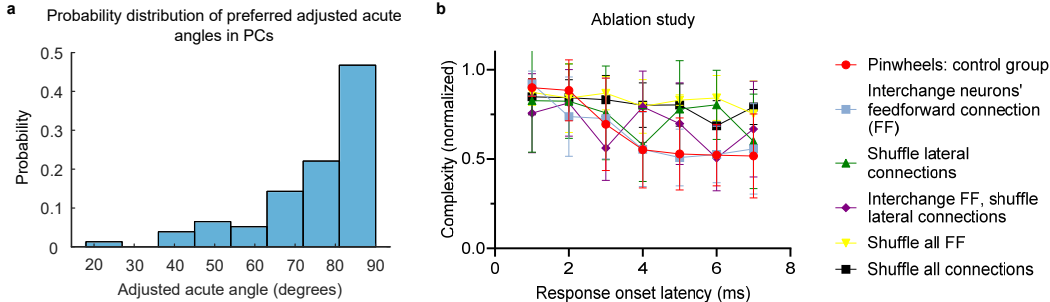 a
Probability distribution of preferred adjusted acute
angles in PCs
0.5
0.4
0.3
0.2
0.1
0
Probability
20 30 40 50 60 70 80 90
Adjusted acute angle (degrees)
b
Ablation study
1.0
0.5
0.0
Complexity (normalized)
0 2 4 6 8
Response onset latency (ms)
Pinwheels: control group
Interchange neurons'
feedforward connection
(FF)
Shuffle lateral
connections
Interchange FF, shuffle
lateral connections
Shuffle all FF
Shuffle all connections